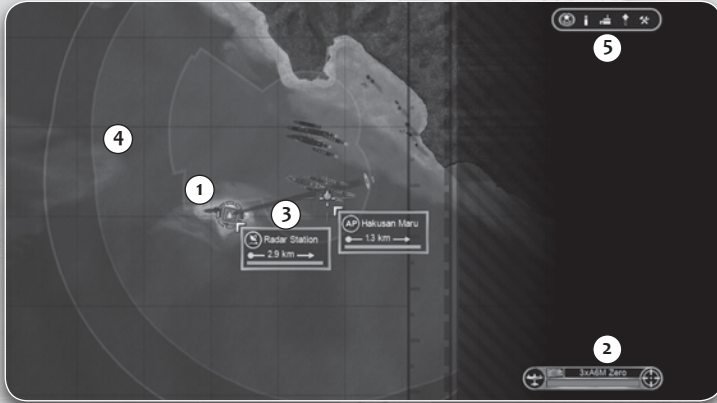 5
4
1
3
AP Hakusan Maru
1.3 km
Radar Station
2.9 km
2
3xA6M Zero